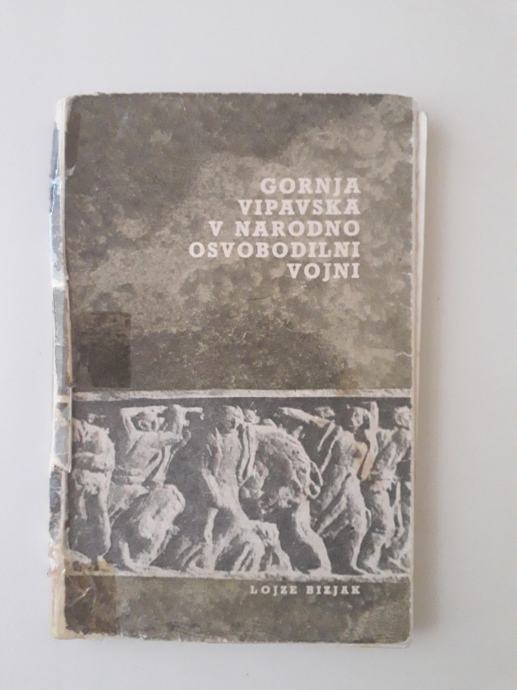 GORNJA
VIPAVSKA
V NARODNO
OSVOBODILNI
VOJNI
LOJZE BIZJAK